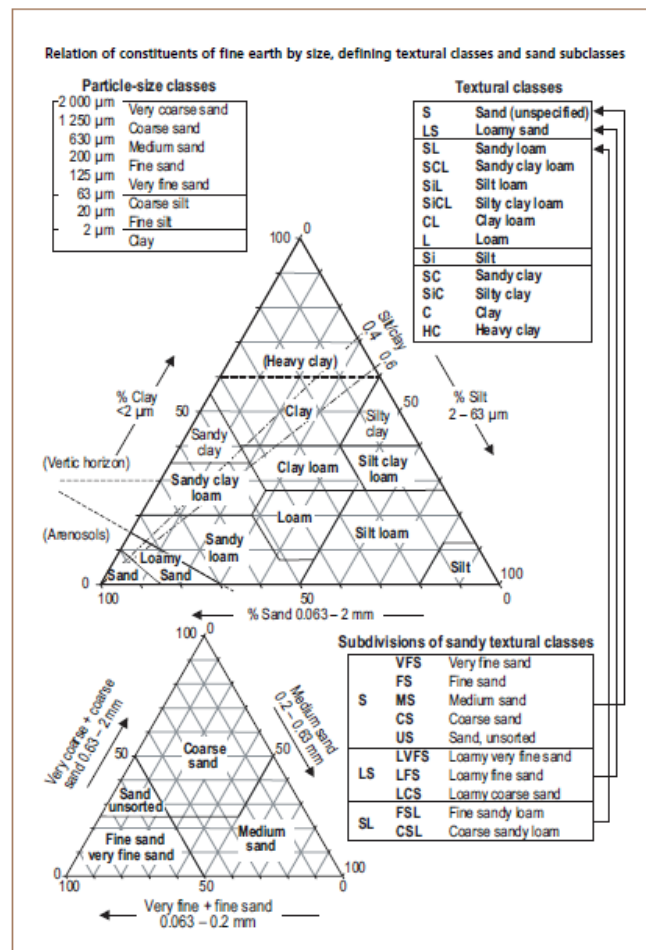 Relation of constituents of fine earth by size, defining textural classes and sand subclasses
Particle-size classes
2 000 µm
Very coarse sand
1 250 µm
Coarse sand
630 µm
Medium sand
200 µm
Fine sand
125 µm
Very fine sand
63 µm
Coarse silt
20 µm
Fine silt
2 µm
Clay
Textural classes
S Sand (unspecified)
LS Loamy sand
SL Sandy loam
SCL Sandy clay loam
SiL Silt loam
SiCL Silty clay loam
CL Clay loam
L Loam
Si Silt
SC Sandy clay
SiC Silty clay
C Clay
HC Heavy clay
100
0
Silt/clay
0.4
0.6
(Heavy clay)
% Clay
<2 µm
50
Clay
Silty
clay
50
% Silt
2 – 63 µm
Sandy
clay
(Vertic horizon)
Clay loam
Silt clay
loam
Sandy clay
loam
(Arenosols)
Loam
Sandy
loam
Silt loam
Loamy
Sand
Sand
Silt
0
100
100
50
0
% Sand 0.063 – 2 mm
100
0
Very coarse + coarse
sand 0.63 – 2 mm
Medium sand
0.2 – 0.63 mm
50
50
Coarse
sand
Sand
unsorted
Fine sand
very fine sand
Medium
sand
0
100
100
50
0
Very fine + fine sand
0.063 – 0.2 mm
Subdivisions of sandy textural classes
S
VFS Very fine sand
FS Fine sand
MS Medium sand
CS Coarse sand
US Sand, unsorted
LS
LVFS Loamy very fine sand
LFS Loamy fine sand
LCS Loamy coarse sand
SL
FSL Fine sandy loam
CSL Coarse sandy loam